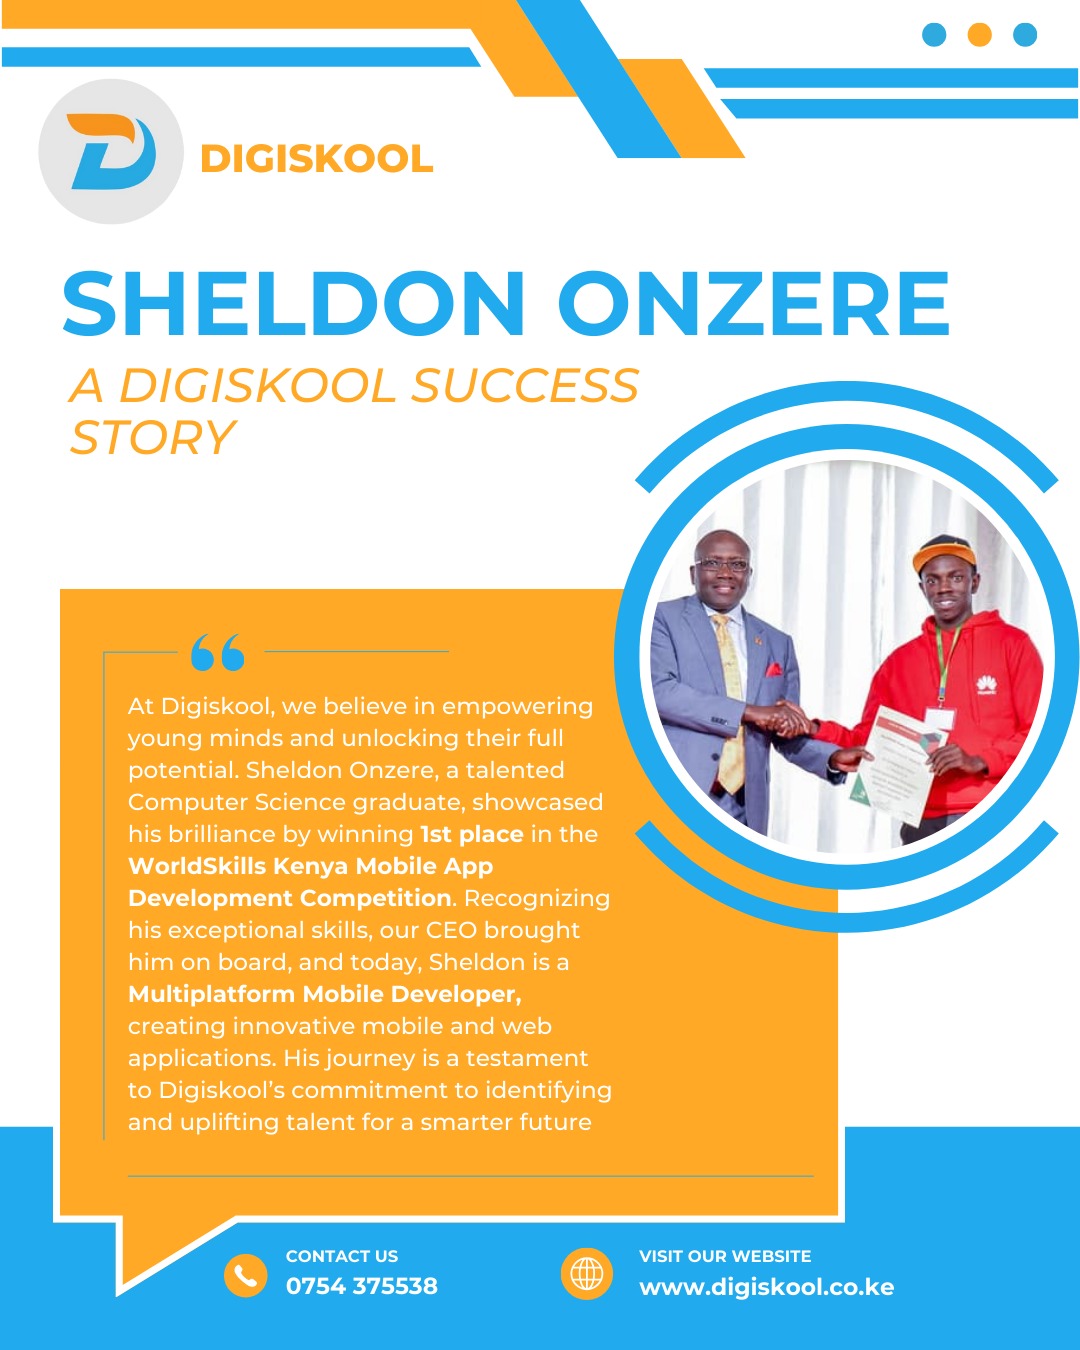 DIGISKOOL
SHELDON ONZERE
A DIGISKOOL SUCCESS
STORY
At Digiskool, we believe in empowering
young minds and unlocking their full
potential. Sheldon Onzere, a talented
Computer Science graduate, showcased
his brilliance by winning 1st place in the
WorldSkills Kenya Mobile App
Development Competition. Recognizing
his exceptional skills, our CEO brought
him on board, and today, Sheldon is a
Multiplatform Mobile Developer,
creating innovative mobile and web
applications. His journey is a testament
to Digiskool’s commitment to identifying
and uplifting talent for a smarter future
CONTACT US
0754 375538
VISIT OUR WEBSITE
www.digiskool.co.ke